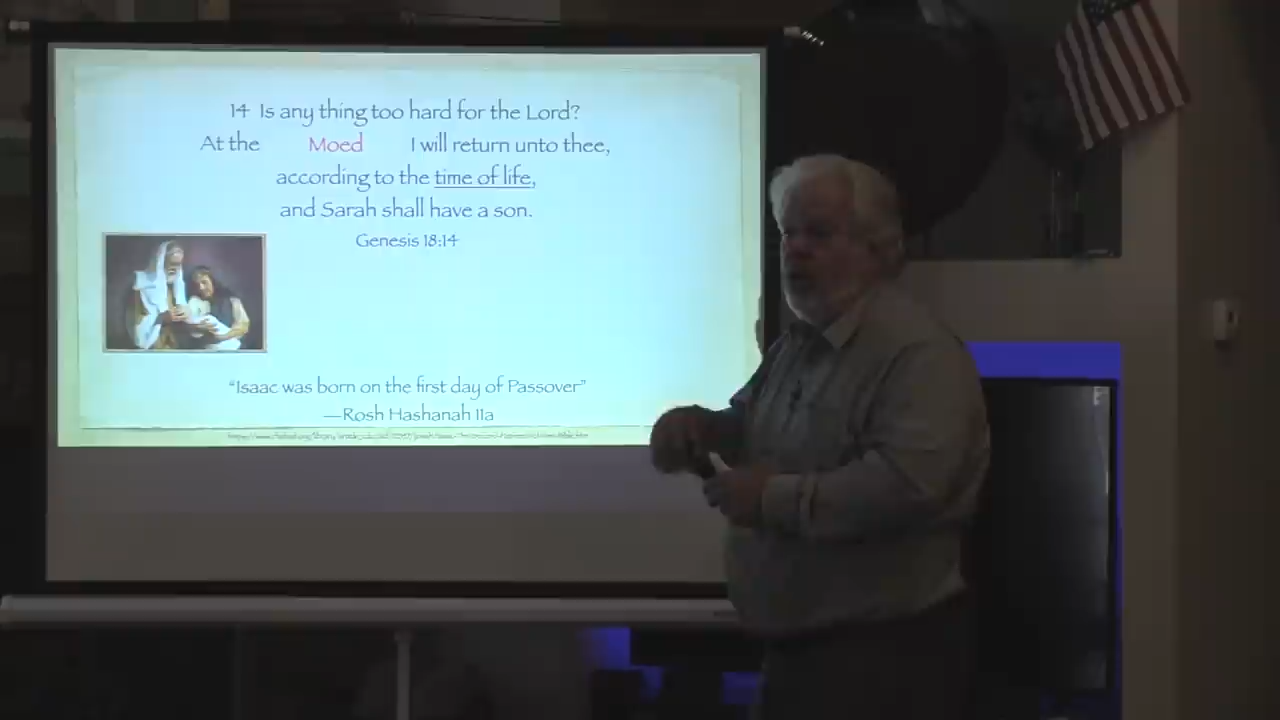 14 Is any thing too hard for the Lord?
At the Moed I will return unto thee,
according to the time of life,
and Sarah shall have a son.
Genesis 18:14
“Isaac was born on the first day of Passover”
—Rosh Hashanah 11a